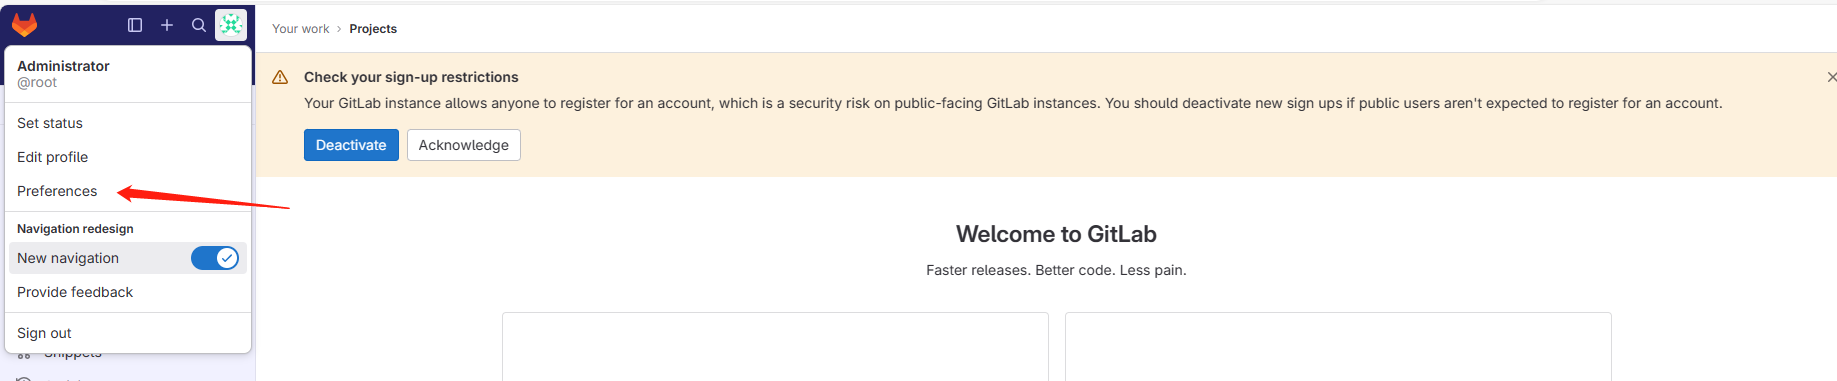 Your work › Projects
Administrator
@root
Set status
Edit profile
Preferences
Navigation redesign
New navigation
Provide feedback
Sign out
Snippets
Check your sign-up restrictions
Your GitLab instance allows anyone to register for an account, which is a security risk on public-facing GitLab instances. You should deactivate new sign ups if public users aren't expected to register for an account.
Deactivate
Acknowledge
Welcome to GitLab
Faster releases. Better code. Less pain.